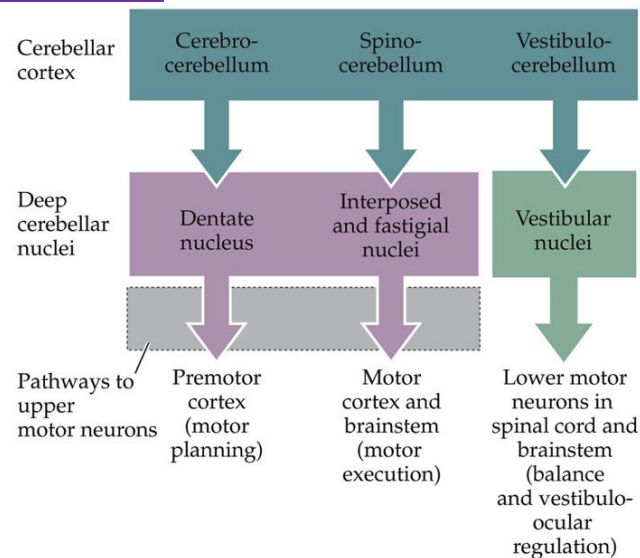 Cerebellar
cortex
Cerebro-
cerebellum
Spino-
cerebellum
Vestibulo-
cerebellum
Deep
cerebellar
nuclei
Dentate
nucleus
Interposed
and fastigial
nuclei
Vestibular
nuclei
Pathways to
upper
motor neurons
Premotor
cortex
(motor
planning)
Motor
cortex and
brainstem
(motor
execution)
Lower motor
neurons in
spinal cord and
brainstem
(balance
and vestibulo-
ocular
regulation)